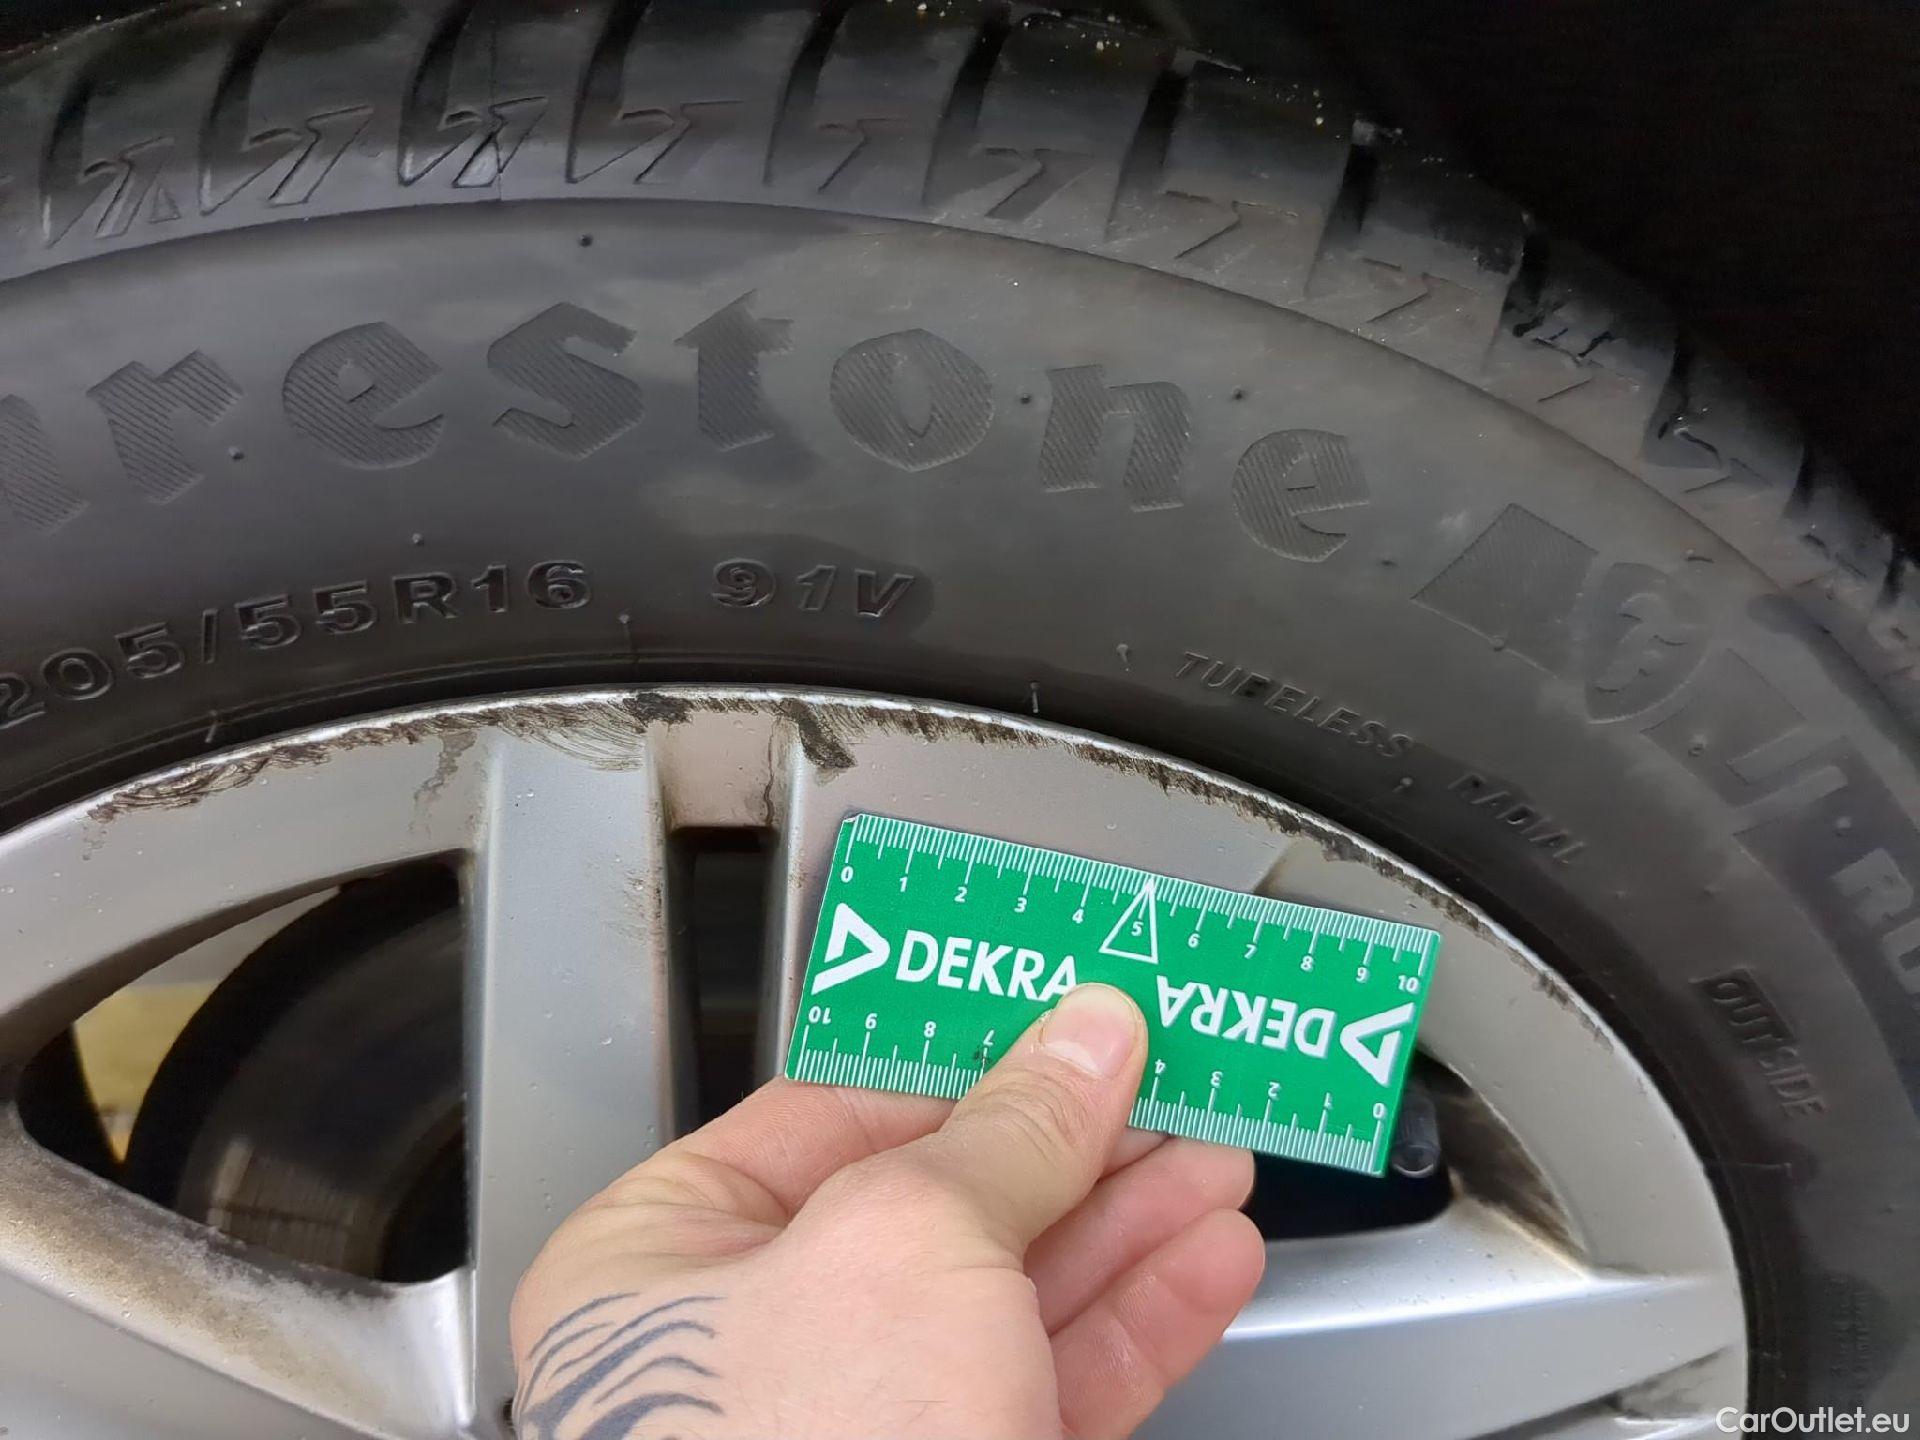 Firestone
205/55R16 91V
TUBELESS RADIAL
OUTSIDE
0 1 2 3 4 5 6 7 8 9 10
DEKRA DEKRA
10 9 8 7 4 3 2 1 0
CarOutlet.eu